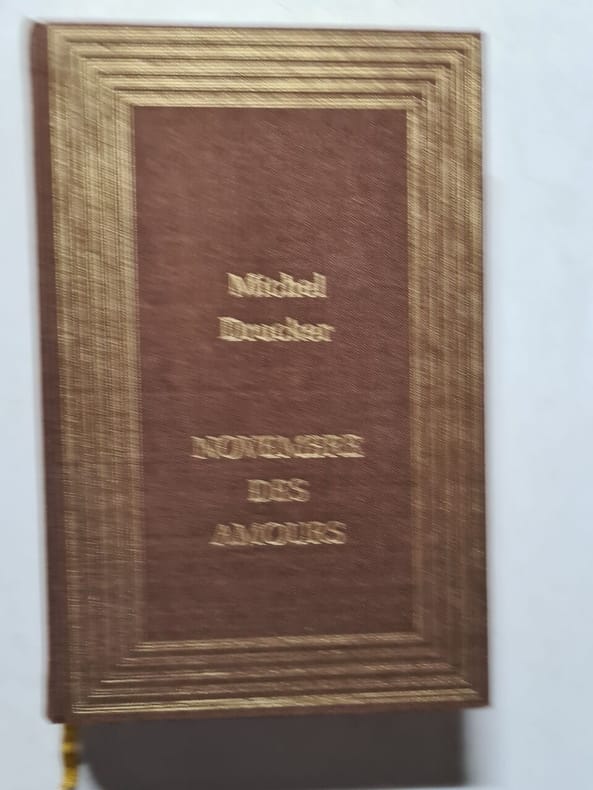 Michel
Drucker
NOVEMBRE
DES
AMOURS